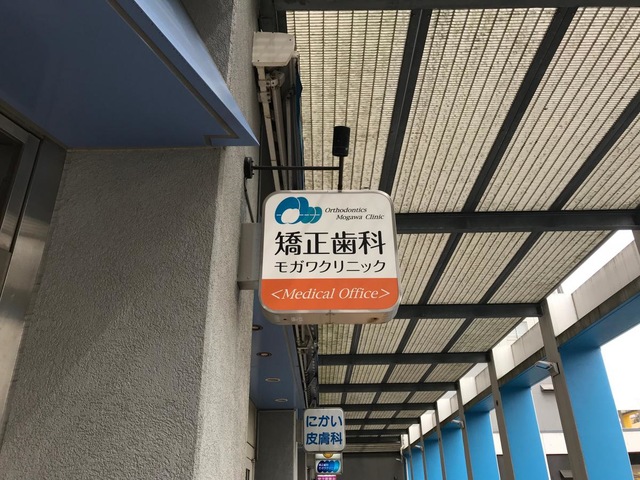 Orthodontics
Mogawa Clinic
矯正歯科
モガワクリニック
<Medical Office>
にかい
皮膚科